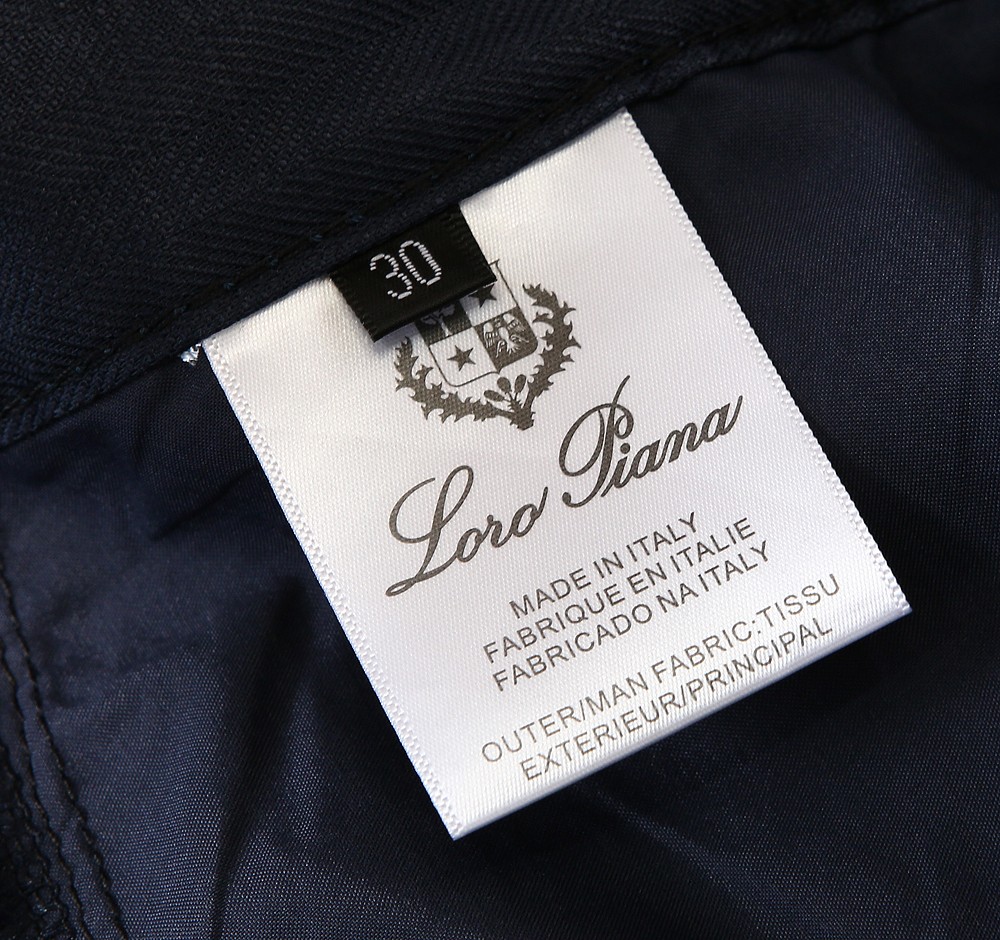 30
Loro Piana
MADE IN ITALY
FABRIQUE EN ITALIE
FABRICADO NA ITALY
OUTER/MAN FABRIC:TISSU
EXTERIEUR/PRINCIPAL